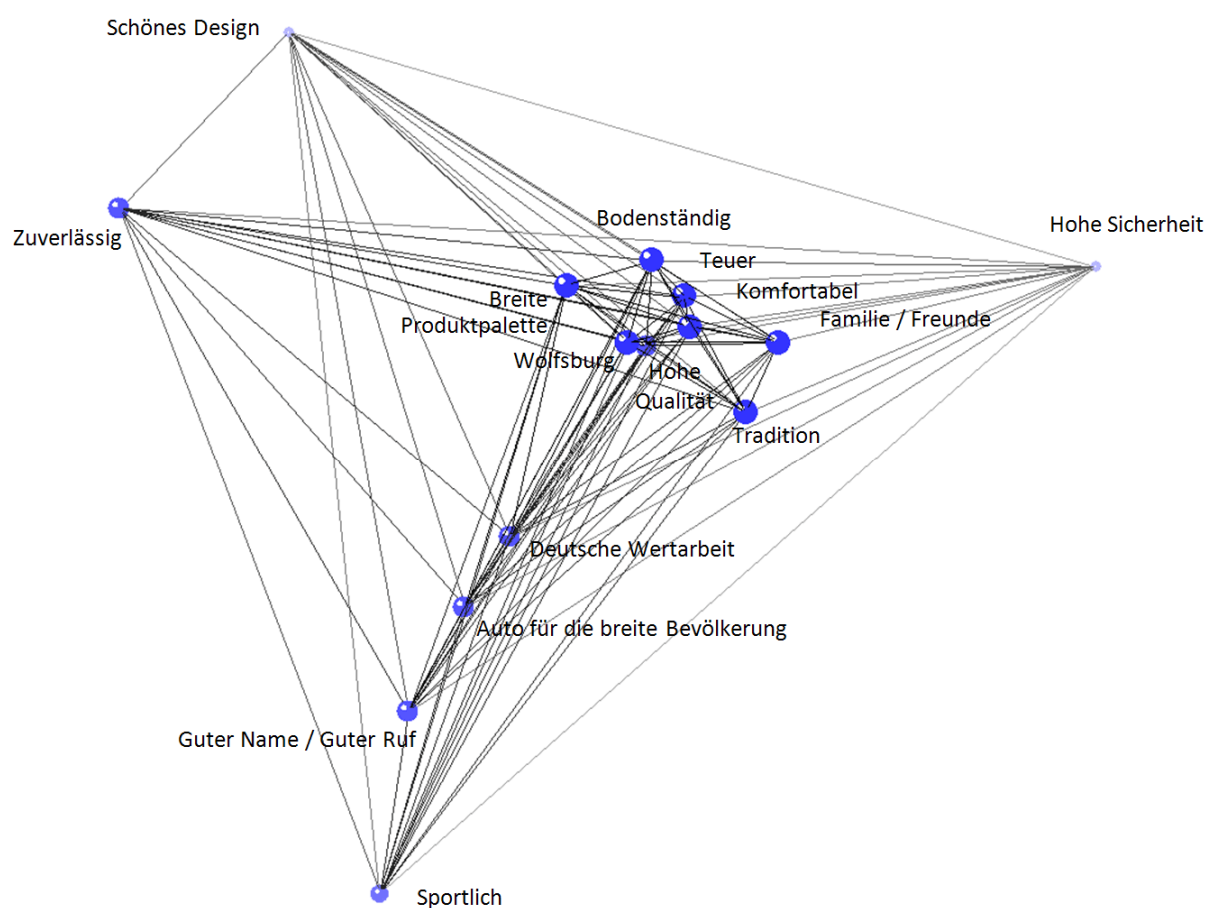 Schönes Design
Bodenständig
Hohe Sicherheit
Zuverlässig
Teuer
Komfortabel
Breite
Produktpalette
Familie / Freunde
Wolfsburg
Hohe
Qualität
Tradition
Deutsche Wertarbeit
Auto für die breite Bevölkerung
Guter Name / Guter Ruf
Sportlich